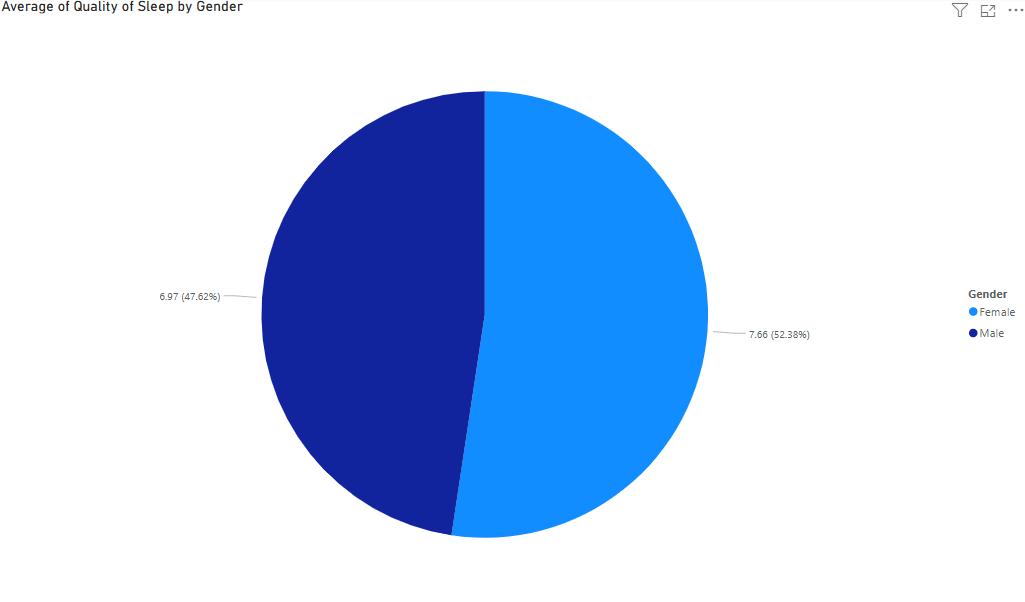 Average of Quality of Sleep by Gender
6.97 (47.62%)
7.66 (52.38%)
Gender
Female
Male